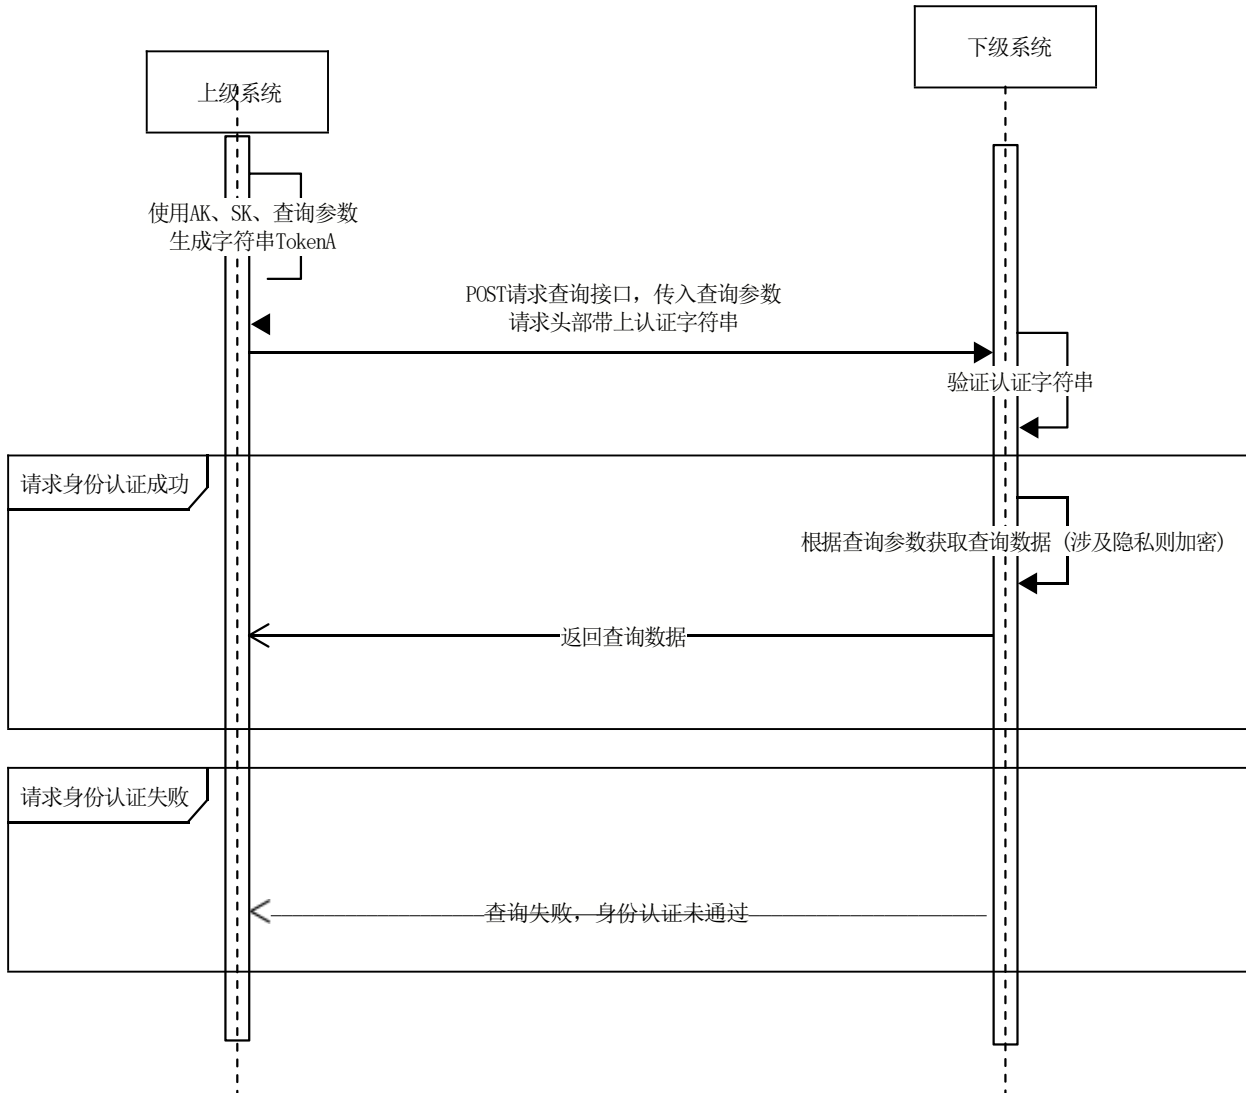 下级系统
上级系统
使用AK、SK、查询参数
生成字符串TokenA
POST请求查询接口，传入查询参数
请求头部带上认证字符串
验证认证字符串
请求身份认证成功
根据查询参数获取查询数据（涉及隐私则加密）
返回查询数据
请求身份认证失败
查询失败，身份认证未通过